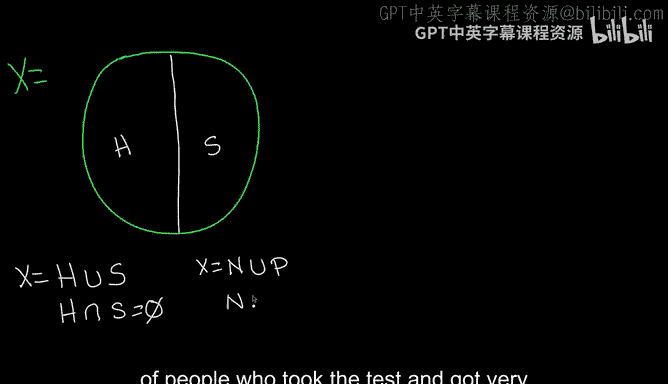 GPT中英字幕课程资源@bilibili.com
GPT中英字幕课程资源 bilibili
X=
H S
X=H∪S X=N∪P
H∩S=∅ N
of people who took the test and got very